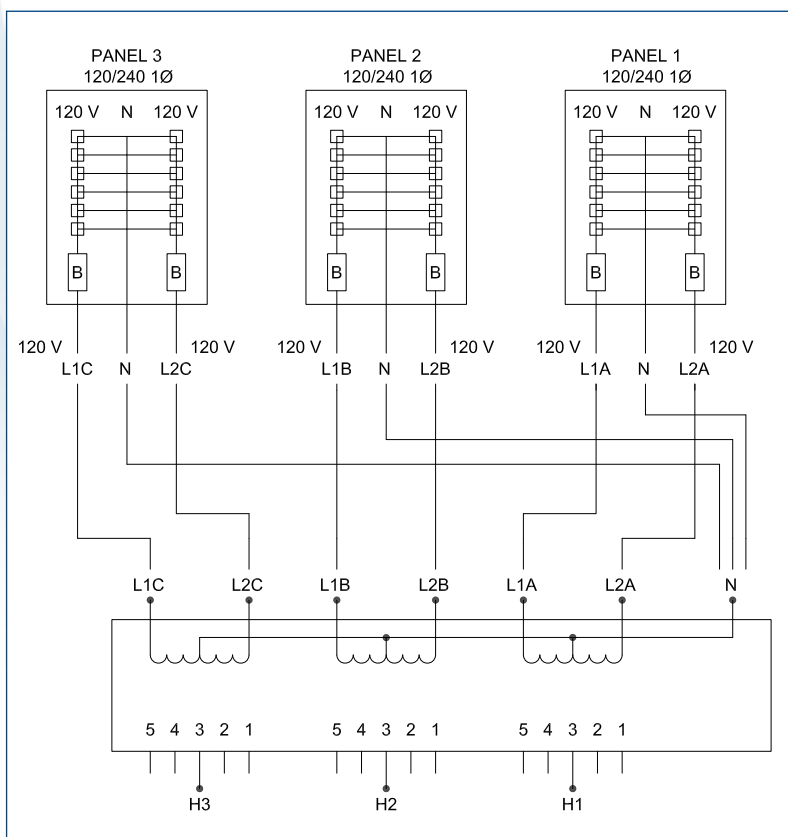 PANEL 3 PANEL 2 PANEL 1
120/240 1Ø 120/240 1Ø 120/240 1Ø
120 V N 120 V 120 V N 120 V 120 V N 120 V
B B B B B B
120 V 120 V 120 V 120 V 120 V 120 V
L1C N L2C L1B N L2B L1A N L2A
L1C L2C L1B L2B L1A L2A N
5 4 3 2 1 5 4 3 2 1 5 4 3 2 1
H3 H2 H1